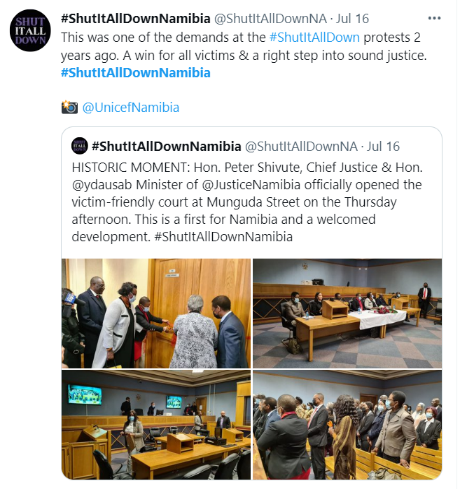 SHUT
IT ALL
DOWN
#ShutItAllDownNamibia @ShutItAllDownNA · Jul 16
This was one of the demands at the #ShutItAllDown protests 2
years ago. A win for all victims & a right step into sound justice.
#ShutItAllDownNamibia
@UnicefNamibia
#ShutItAllDownNamibia @ShutItAllDownNA · Jul 16
HISTORIC MOMENT: Hon. Peter Shivute, Chief Justice & Hon.
@ydausab Minister of @JusticeNamibia officially opened the
victim-friendly court at Munguda Street on the Thursday
afternoon. This is a first for Namibia and a welcomed
development. #ShutItAllDownNamibia